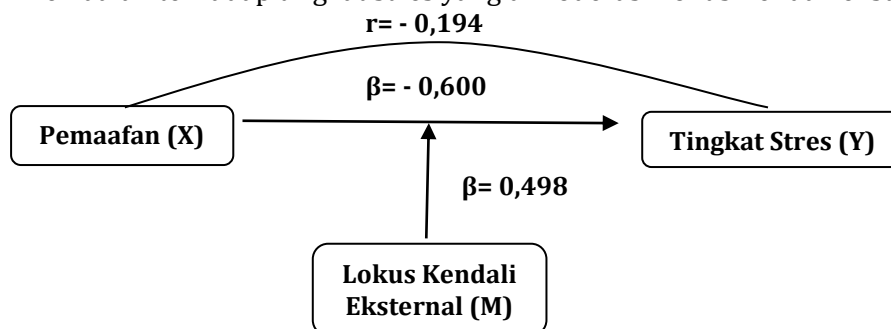 r= - 0,194
β= - 0,600
Pemaafan (X)
Tingkat Stres (Y)
β= 0,498
Lokus Kendali
Eksternal (M)